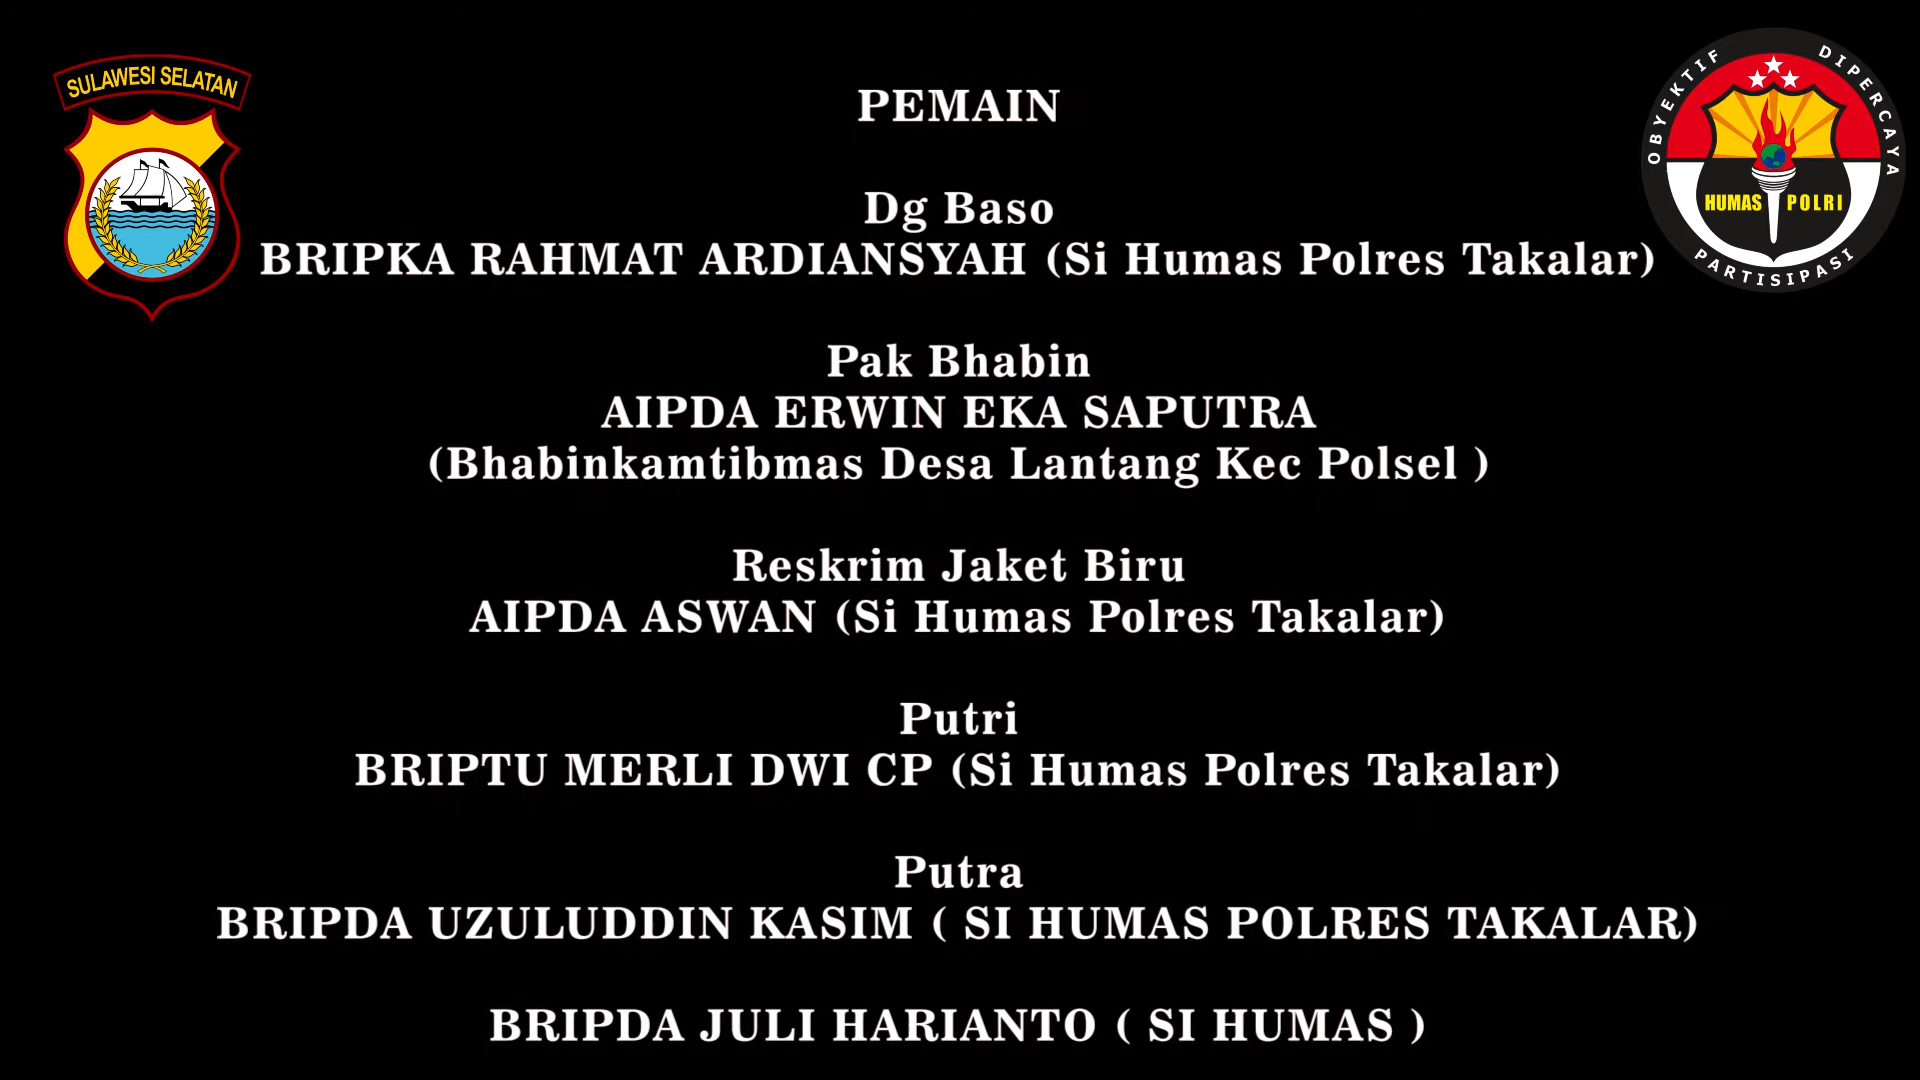 SULAWESI SELATAN
OBYEKTIF DIPERCAYA
HUMAS POLRI
PARTISIPASI
PEMAIN
Dg Baso
BRIPKA RAHMAT ARDIANSYAH (Si Humas Polres Takalar)
Pak Bhabin
AIPDA ERWIN EKA SAPUTRA
(Bhabinkamtibmas Desa Lantang Kec Polsel )
Reskrim Jaket Biru
AIPDA ASWAN (Si Humas Polres Takalar)
Putri
BRIPTU MERLI DWI CP (Si Humas Polres Takalar)
Putra
BRIPDA UZULUDDIN KASIM ( SI HUMAS POLRES TAKALAR)
BRIPDA JULI HARIANTO ( SI HUMAS )